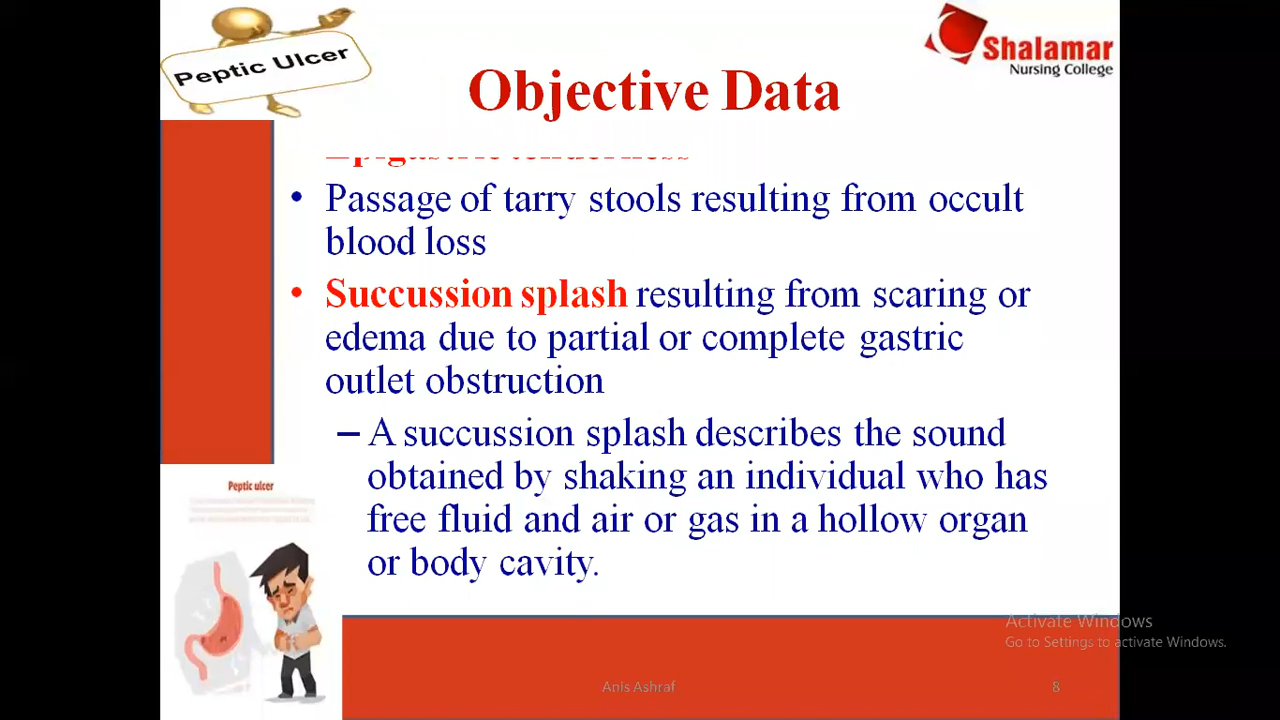 Peptic Ulcer
Shalamar
Nursing College
Objective Data
Epigastric tenderness
• Passage of tarry stools resulting from occult
blood loss
• Succussion splash resulting from scaring or
edema due to partial or complete gastric
outlet obstruction
– A succussion splash describes the sound
obtained by shaking an individual who has
free fluid and air or gas in a hollow organ
or body cavity.
Peptic ulcer
Activate Windows
Go to Settings to activate Windows.
Anis Ashraf
8